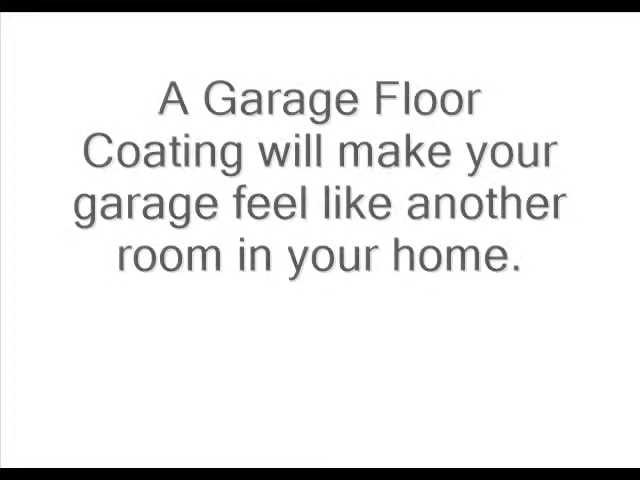 A Garage Floor
Coating will make your
garage feel like another
room in your home.